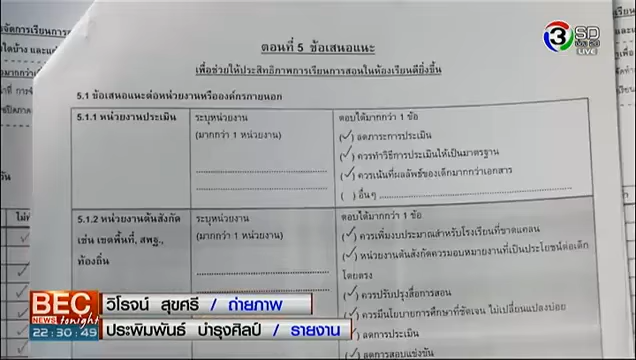 3 SD
ช่อง 28
LIVE
ตอนที่ 5 ข้อเสนอแนะ
เพื่อช่วยให้ประสิทธิภาพการเรียนการสอนในห้องเรียนดียิ่งขึ้น
5.1 ข้อเสนอแนะต่อหน่วยงานหรือองค์กรภายนอก
5.1.1 หน่วยงานประเมิน
ระบุหน่วยงาน
(มากกว่า 1 หน่วยงาน)
ตอบได้มากกว่า 1 ข้อ
(✓) ลดภาระการประเมิน
(✓) ควรทำวิธีการประเมินให้เป็นมาตรฐาน
(✓) ควรเน้นที่ผลลัพธ์ของเด็กมากกว่าเอกสาร
( ) อื่นๆ
5.1.2 หน่วยงานต้นสังกัด
เช่น เขตพื้นที่, สพฐ.,
ท้องถิ่น
ระบุหน่วยงาน
(มากกว่า 1 หน่วยงาน)
ตอบได้มากกว่า 1 ข้อ
(✓) ควรเพิ่มงบประมาณสำหรับโรงเรียนที่ขาดแคลน
(✓) หน่วยงานต้นสังกัดควรมอบหมายงานที่เป็นประโยชน์ต่อเด็ก
โดยตรง
(✓) ควรปรับปรุงสื่อการสอน
(✓) ควรมีนโยบายการศึกษาที่ชัดเจน ไม่เปลี่ยนแปลงบ่อย
ลดการประเมิน
ลดการสอบแข่งขัน
BEC
NEWS tonight
22:30:49
วิโรจน์ สุขศรี / ถ่ายภาพ
ประพิมพันธ์ บำรุงศิลป์ / รายงาน